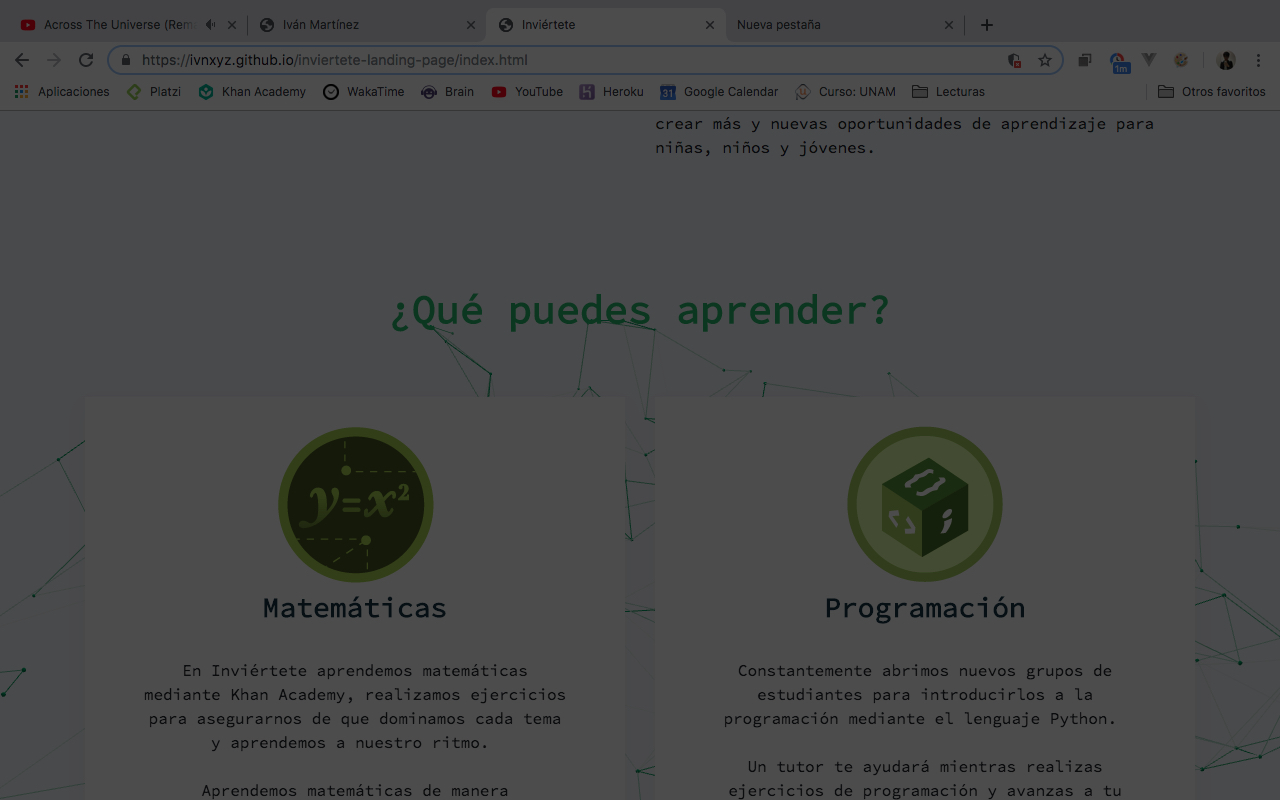 Across The Universe (Rem
Iván Martínez
Inviértete
Nueva pestaña
https://ivnxyz.github.io/inviertete-landing-page/index.html
1m
Aplicaciones
Platzi
Khan Academy
WakaTime
Brain
YouTube
Heroku
31
Google Calendar
Curso: UNAM
Lecturas
Otros favoritos
crear más y nuevas oportunidades de aprendizaje para
niñas, niños y jóvenes.
¿Qué puedes aprender?
y=x²
Matemáticas
En Inviértete aprendemos matemáticas
mediante Khan Academy, realizamos ejercicios
para asegurarnos de que dominamos cada tema
y aprendemos a nuestro ritmo.
Aprendemos matemáticas de manera
{} <> ;
Programación
Constantemente abrimos nuevos grupos de
estudiantes para introducirlos a la
programación mediante el lenguaje Python.
Un tutor te ayudará mientras realizas
ejercicios de programación y avanzas a tu